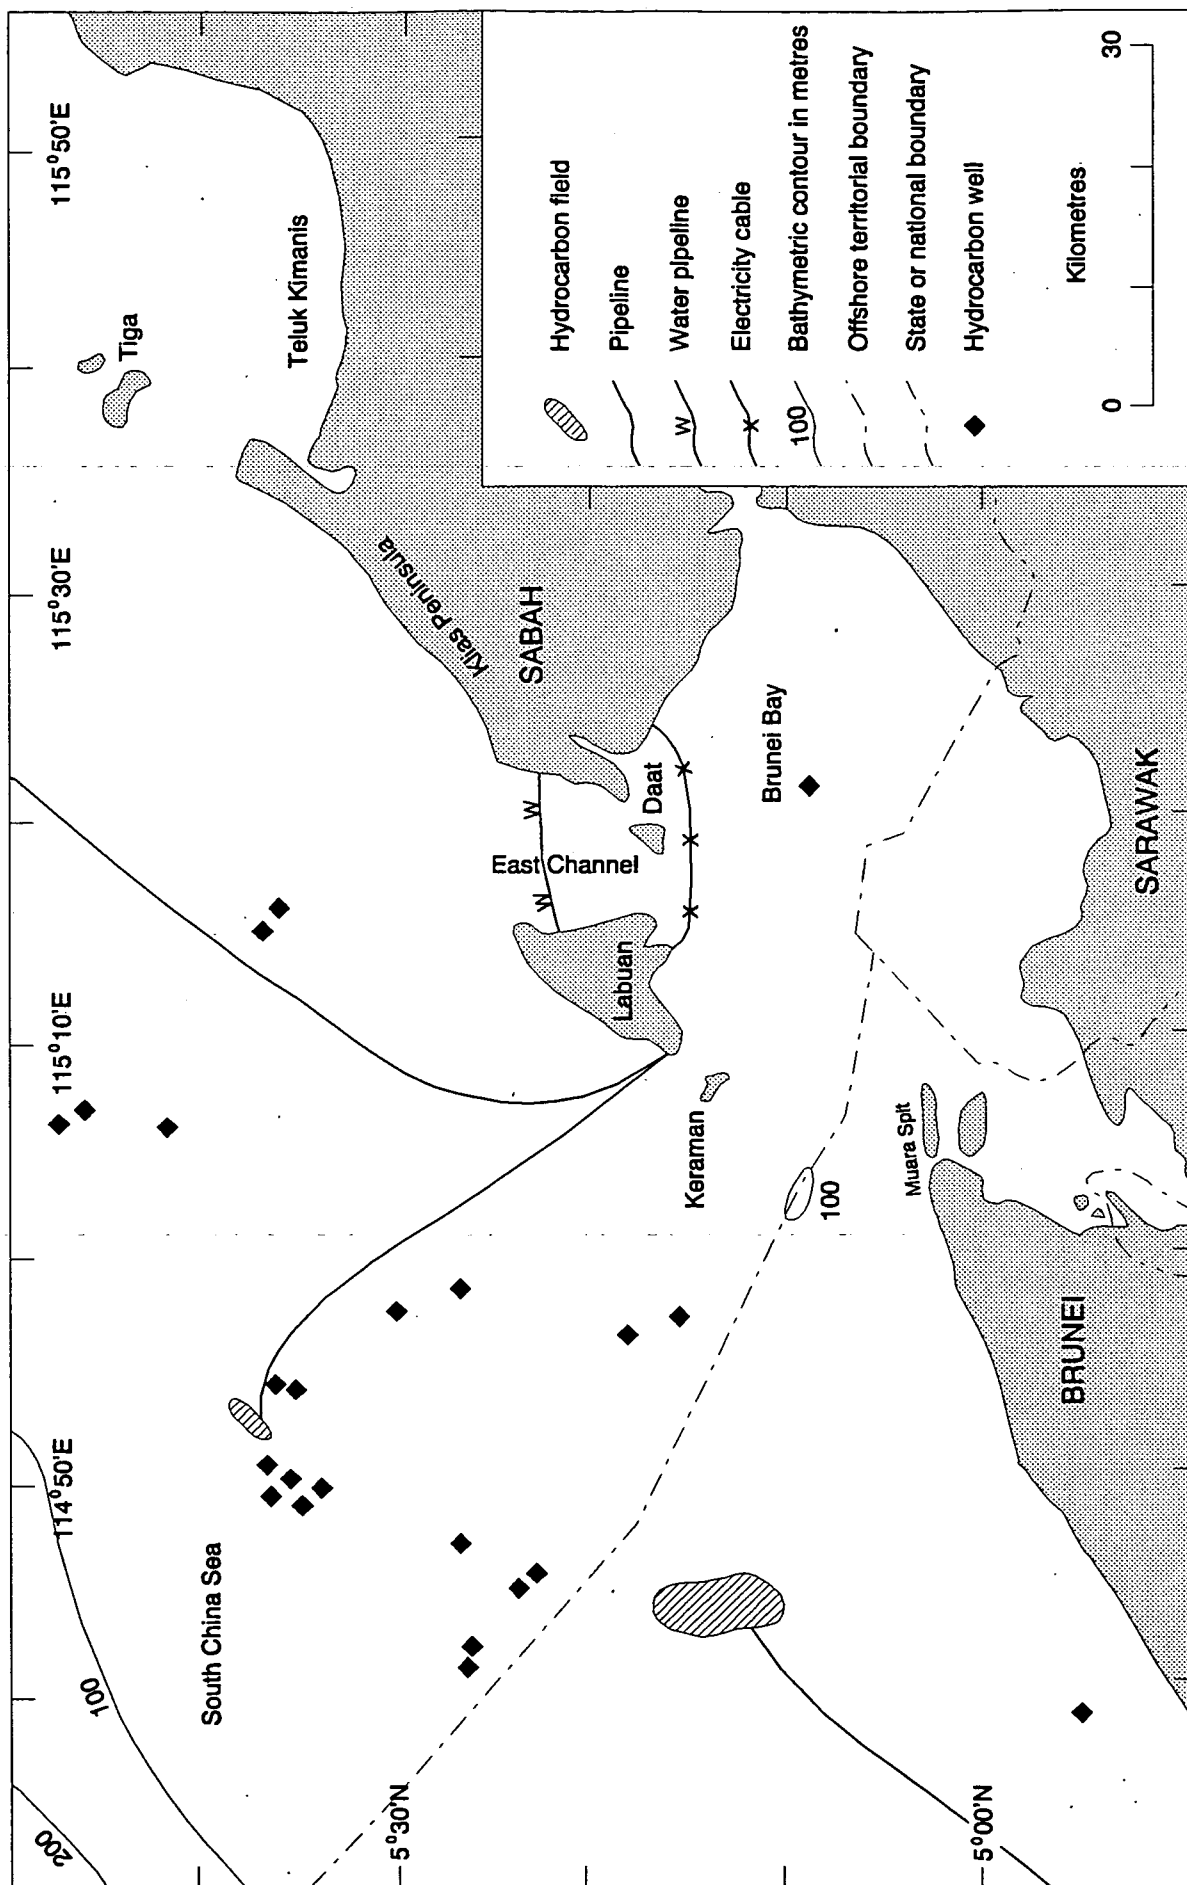 114°50'E
115°10'E
115°30'E
115°50'E
200
100
South China Sea
Tiga
Teluk Kimanis
5°30'N
Klias Peninsula
SABAH
W
W
East Channel
Labuan
Daat
Keraman
Brunei Bay
100
Muara Spit
5°00'N
BRUNEI
SARAWAK
Hydrocarbon field
Pipeline
W
Water pipeline
Electricity cable
100
Bathymetric contour in metres
Offshore territorial boundary
State or national boundary
Hydrocarbon well
Kilometres
0
30